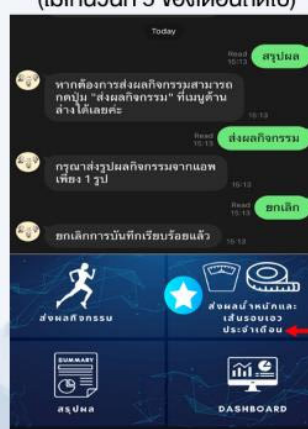 (ไม่เกินวันที่ 5 ของเดือนถัดไป)
Today
Read
15:13
สรุปผล
หากต้องการส่งผลกิจกรรมสามารถ
กดปุ่ม "ส่งผลกิจกรรม" ที่เมนูด้าน
ล่างได้เลยค่ะ
15:13
Read
15:13
ส่งผลกิจกรรม
กรุณาส่งรูปผลกิจกรรมจากแอพ
เพียง 1 รูป
15:13
Read
15:13
ยกเลิก
ยกเลิกการบันทึกเรียบร้อยแล้ว
15:13
ส่งผลกิจกรรม
ส่งผลน้ำหนักและ
เส้นรอบเอว
ประจำเดือน
SUMMARY
สรุปผล
DASHBOARD